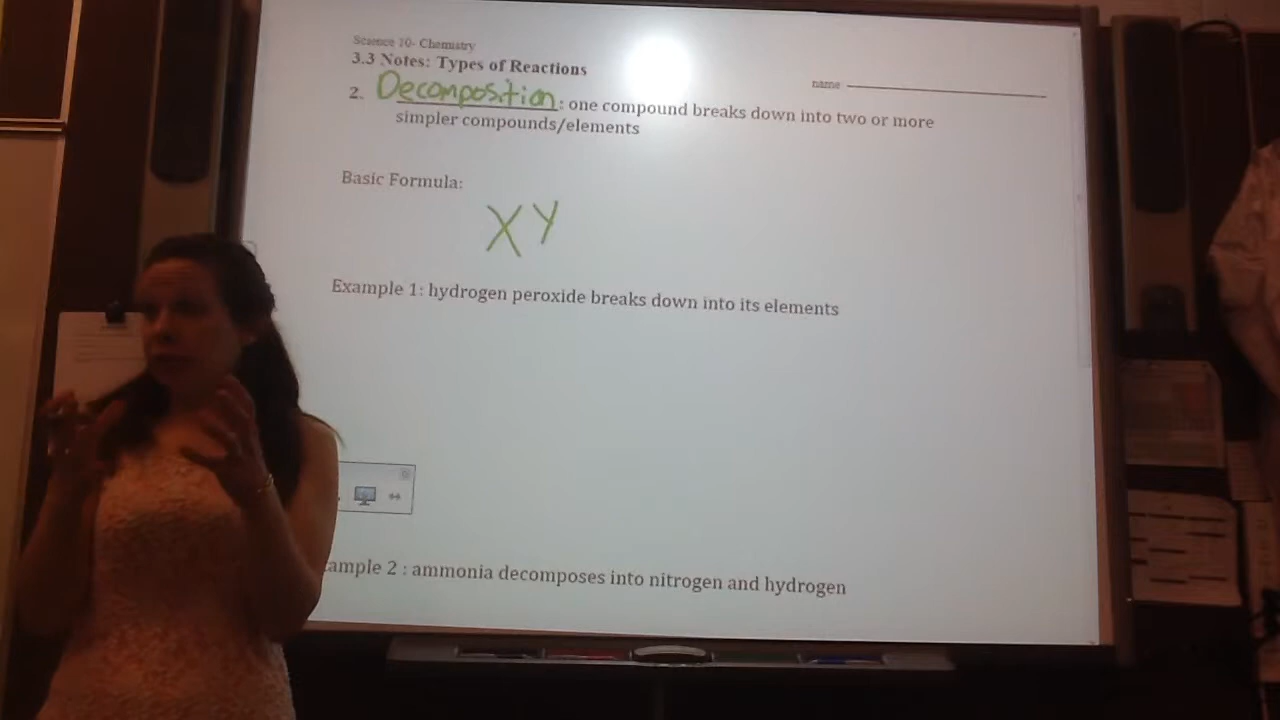 Science 10- Chemistry
3.3 Notes: Types of Reactions
name
2. Decomposition: one compound breaks down into two or more
simpler compounds/elements
Basic Formula:
XY
Example 1: hydrogen peroxide breaks down into its elements
ample 2 : ammonia decomposes into nitrogen and hydrogen